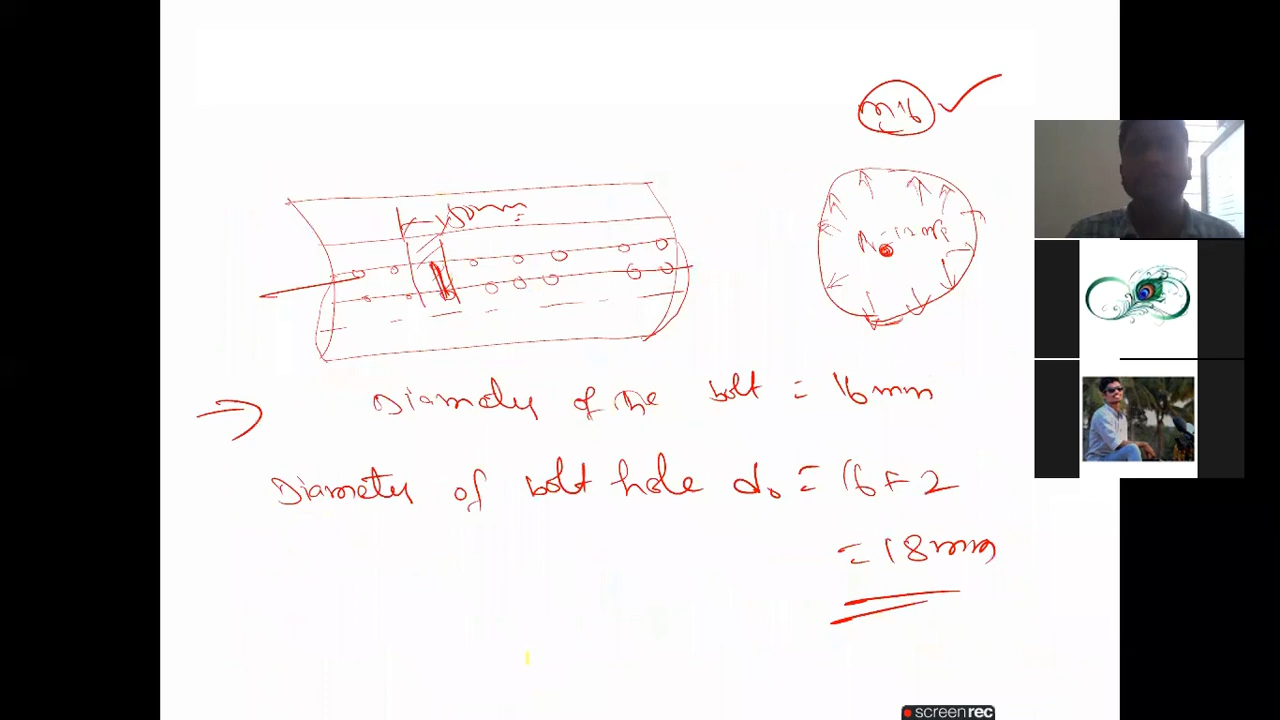 M16
Diameter of the bolt = 16mm
Diameter of bolt hole d₀ = 16+2
= 18mm
screenrec